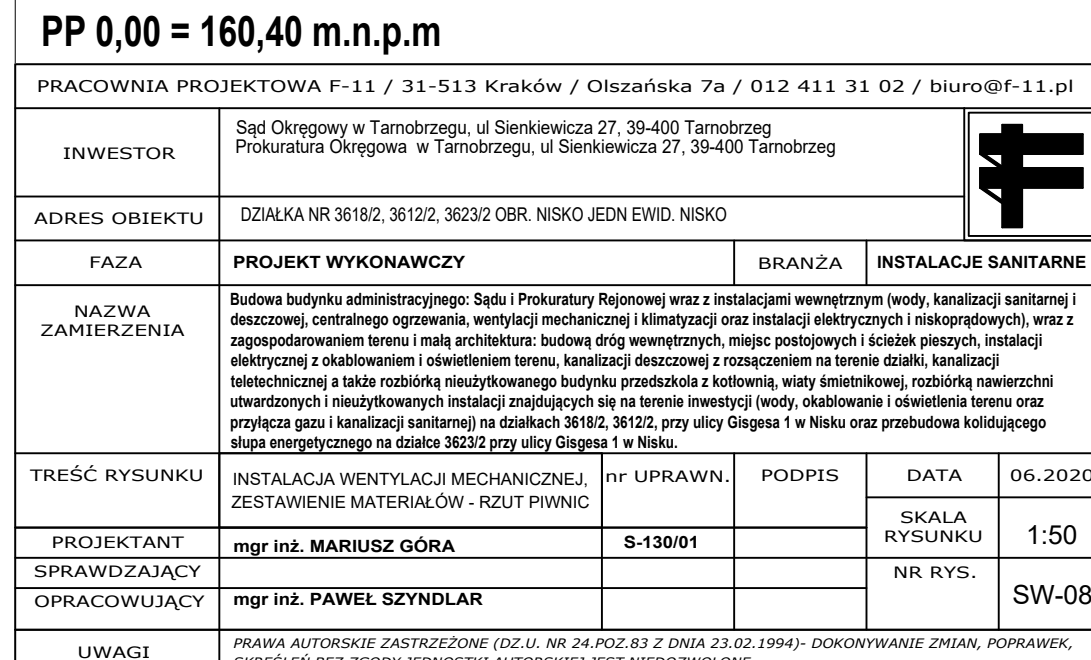 PP 0,00 = 160,40 m.n.p.m
PRACOWNIA PROJEKTOWA F-11 / 31-513 Kraków / Olszańska 7a / 012 411 31 02 / biuro@f-11.pl
INWESTOR
Sąd Okręgowy w Tarnobrzegu, ul Sienkiewicza 27, 39-400 Tarnobrzeg
Prokuratura Okręgowa w Tarnobrzegu, ul Sienkiewicza 27, 39-400 Tarnobrzeg
ADRES OBIEKTU
DZIAŁKA NR 3618/2, 3612/2, 3623/2 OBR. NISKO JEDN EWID. NISKO
FAZA
PROJEKT WYKONAWCZY
BRANŻA
INSTALACJE SANITARNE
NAZWA
ZAMIERZENIA
Budowa budynku administracyjnego: Sądu i Prokuratury Rejonowej wraz z instalacjami wewnętrznym (wody, kanalizacji sanitarnej i
deszczowej, centralnego ogrzewania, wentylacji mechanicznej i klimatyzacji oraz instalacji elektrycznych i niskoprądowych), wraz z
zagospodarowaniem terenu i małą architektura: budową dróg wewnętrznych, miejsc postojowych i ścieżek pieszych, instalacji
elektrycznej z okablowaniem i oświetleniem terenu, kanalizacji deszczowej z rozsączeniem na terenie działki, kanalizacji
teletechnicznej a także rozbiórką nieużytkowanego budynku przedszkola z kotłownią, wiaty śmietnikowej, rozbiórką nawierzchni
utwardzonych i nieużytkowanych instalacji znajdujących się na terenie inwestycji (wody, okablowanie i oświetlenia terenu oraz
przyłącza gazu i kanalizacji sanitarnej) na działkach 3618/2, 3612/2, przy ulicy Gisgesa 1 w Nisku oraz przebudowa kolidującego
słupa energetycznego na działce 3623/2 przy ulicy Gisgesa 1 w Nisku.
TREŚĆ RYSUNKU
INSTALACJA WENTYLACJI MECHANICZNEJ,
ZESTAWIENIE MATERIAŁÓW - RZUT PIWNIC
nr UPRAWN.
PODPIS
DATA
06.2020
SKALA
RYSUNKU
1:50
PROJEKTANT
mgr inż. MARIUSZ GÓRA
S-130/01
SPRAWDZAJĄCY
NR RYS.
SW-08
OPRACOWUJĄCY
mgr inż. PAWEŁ SZYNDLAR
UWAGI
PRAWA AUTORSKIE ZASTRZEŻONE (DZ.U. NR 24.POZ.83 Z DNIA 23.02.1994)- DOKONYWANIE ZMIAN, POPRAWEK,
SKREŚLEŃ BEZ ZGODY JEDNOSTKI AUTORSKIEJ JEST NIEDOZWOLONE